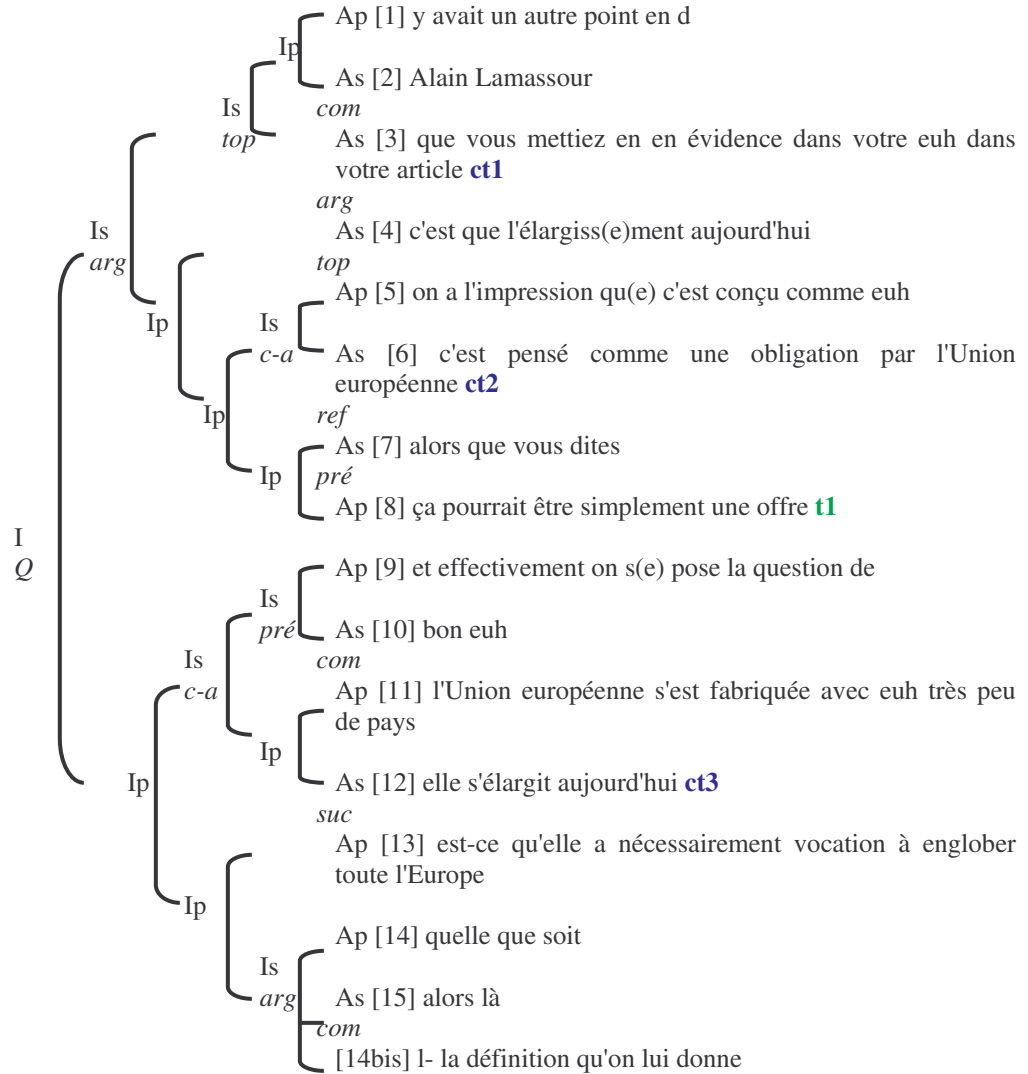 Ap [1] y avait un autre point en d
Ip
As [2] Alain Lamassour
Is com
top As [3] que vous mettiez en en évidence dans votre euh dans
votre article ct1
arg
Is As [4] c'est que l'élargiss(e)ment aujourd'hui
arg top
Ap [5] on a l'impression qu(e) c'est conçu comme euh
Ip Is
c-a As [6] c'est pensé comme une obligation par l'Union
européenne ct2
Ip ref
As [7] alors que vous dites
Ip pré
Ap [8] ça pourrait être simplement une offre t1
I
Q
Ap [9] et effectivement on s(e) pose la question de
Is
pré As [10] bon euh
Is com
c-a Ap [11] l'Union européenne s'est fabriquée avec euh très peu
de pays
Ip
Ip As [12] elle s'élargit aujourd'hui ct3
suc
Ap [13] est-ce qu'elle a nécessairement vocation à englober
toute l'Europe
Ip
Ap [14] quelle que soit
Is
arg As [15] alors là
com
[14bis] l- la définition qu'on lui donne